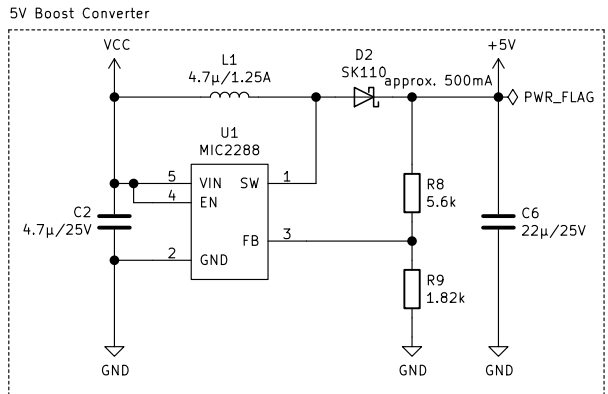 5V Boost Converter
VCC
L1
4.7µ/1.25A
D2
SK110
approx. 500mA
+5V
PWR_FLAG
U1
MIC2288
5
VIN
SW
1
4
EN
R8
5.6k
C2
4.7µ/25V
FB
3
C6
22µ/25V
2
GND
R9
1.82k
GND
GND
GND